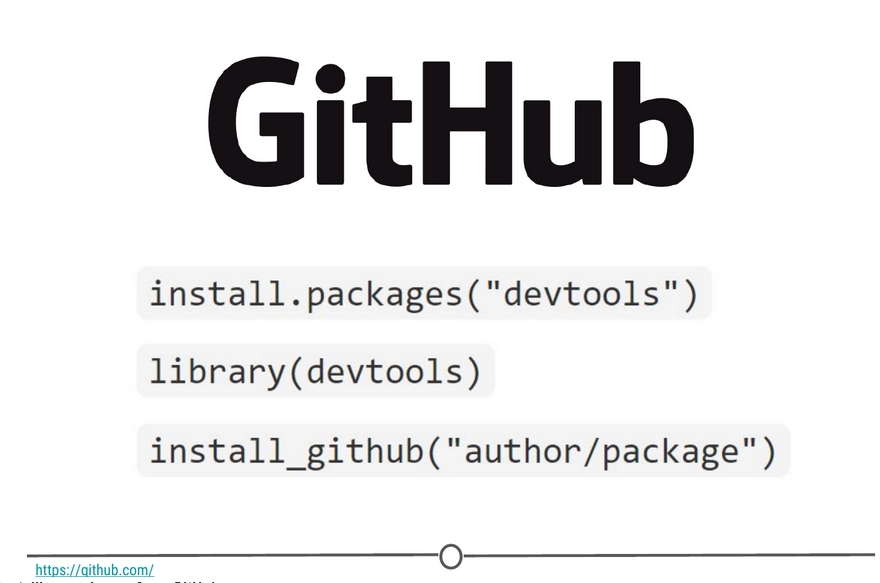 GitHub
install.packages("devtools")
library(devtools)
install_github("author/package")
https://github.com/